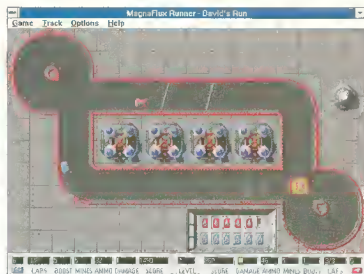 MagnaFlux Runner - David's Run
Game Track Options Help
LAPS BOOST MINES AMMO DAMAGE SCORE LEVEL SCORE DAMAGE AMMO MINES BOOST LAPS